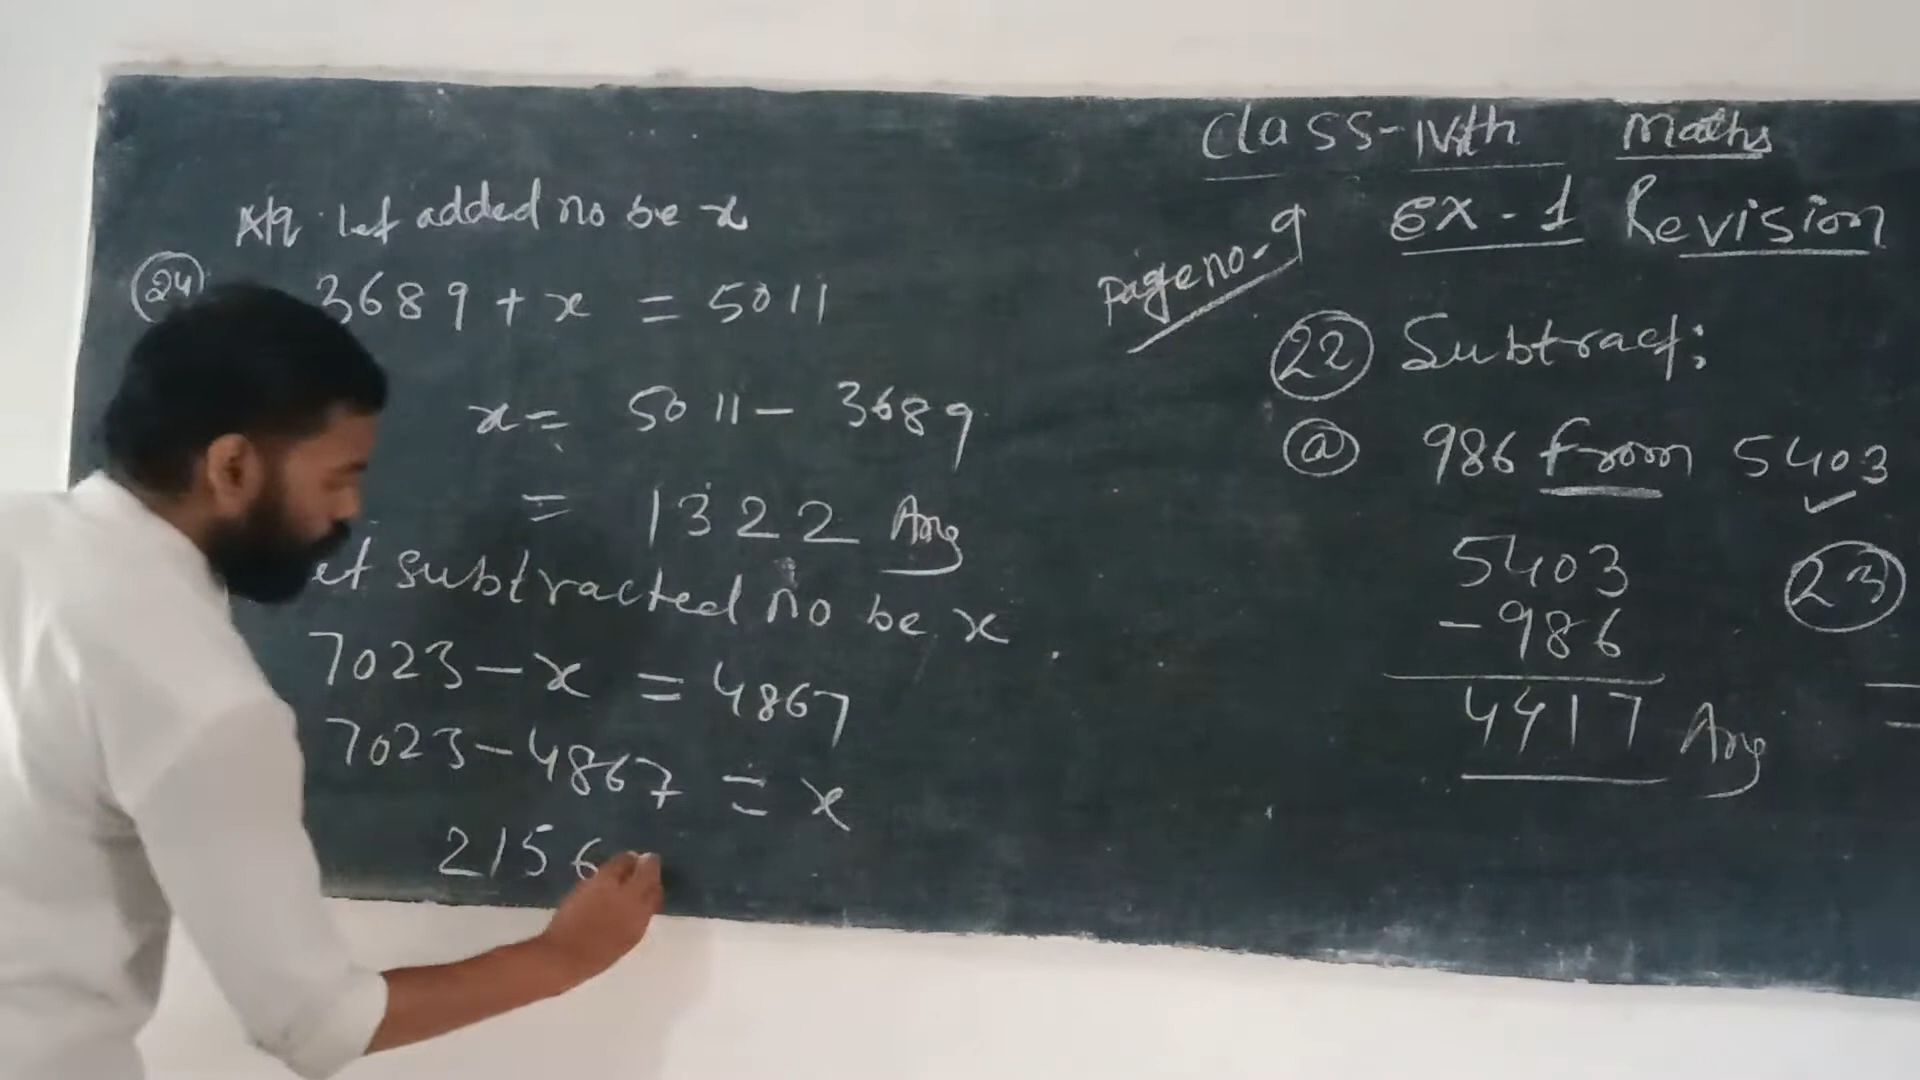 Class-IVth Maths
Ex-1 Revision
Page no-9
A/q let added no be x
24
3689 + x = 5011
x = 5011 - 3689
= 1322 Ans
et subtracted no be x
7023 - x = 4867
7023 - 4867 = x
2156
22 Subtract:
a 986 from 5403
5403
-986
4417 Ans
23
=